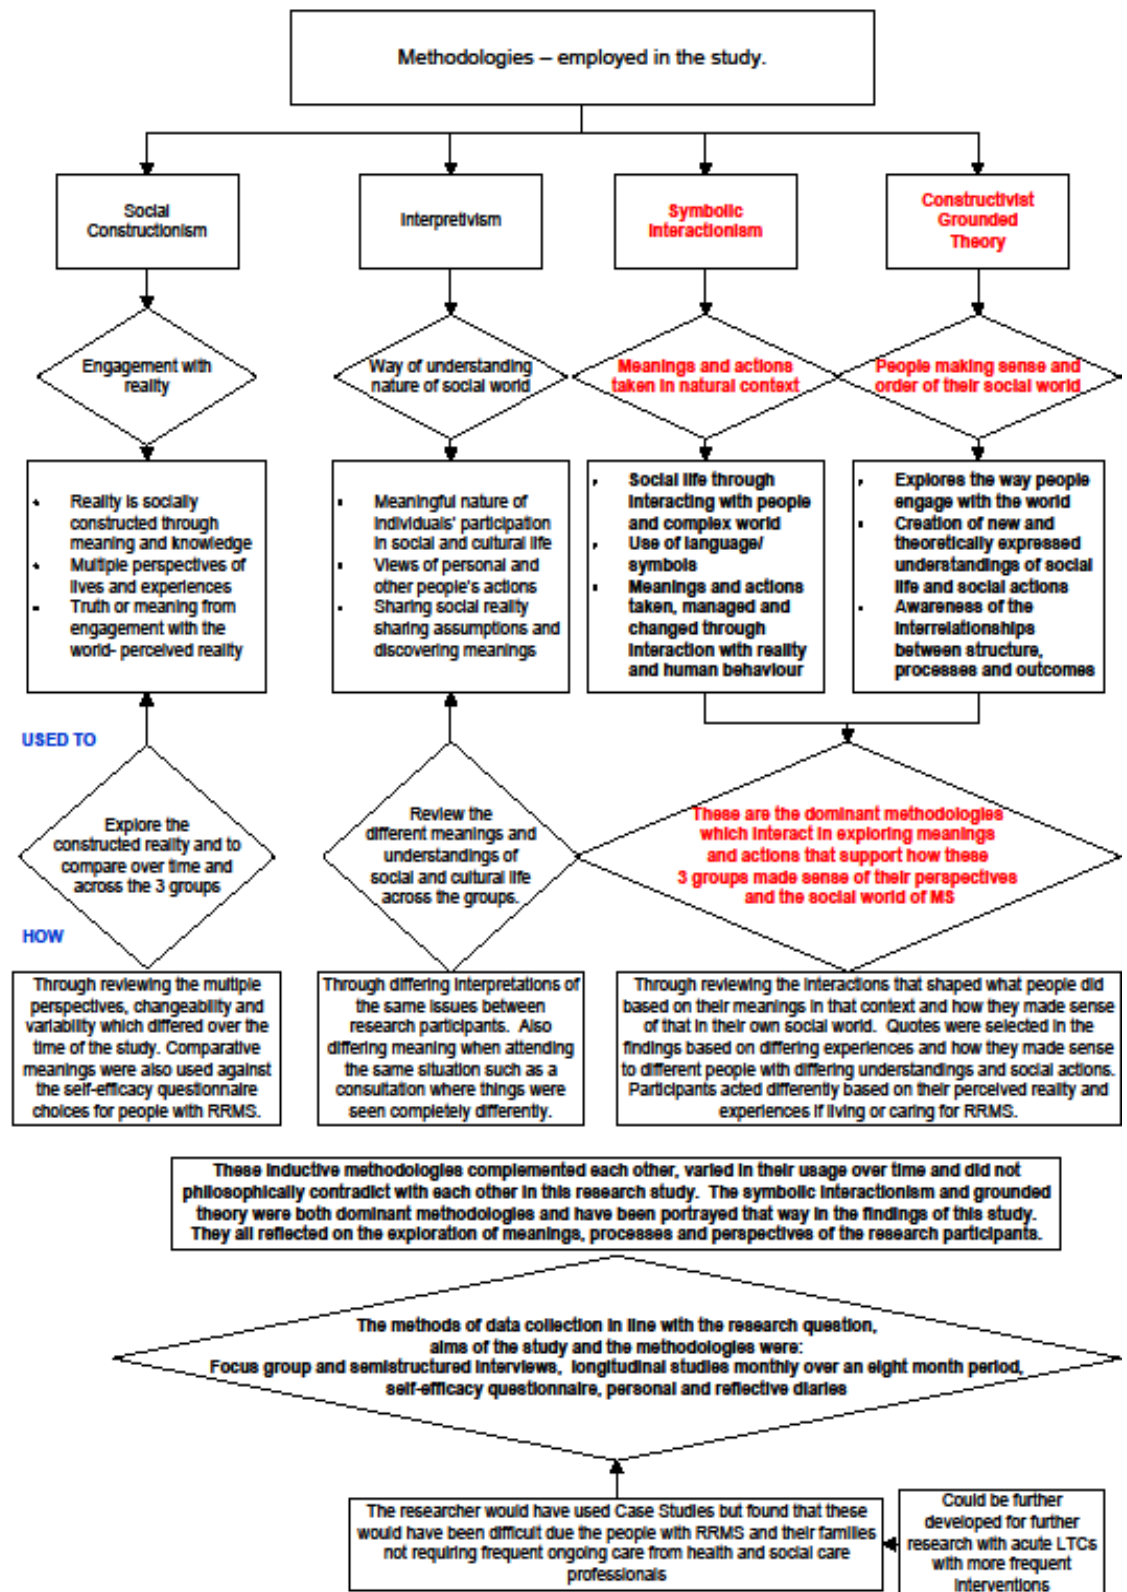 Methodologies – employed in the study.
Social
Constructionism
Interpretivism
Symbolic
Interactionism
Constructivist
Grounded
Theory
Engagement with
reality
Way of understanding
nature of social world
Meanings and actions
taken in natural context
People making sense and
order of their social world
Reality is socially
constructed through
meaning and knowledge
Multiple perspectives of
lives and experiences
Truth or meaning from
engagement with the
world- perceived reality
Meaningful nature of
individuals' participation
in social and cultural life
Views of personal and
other people's actions
Sharing social reality
sharing assumptions and
discovering meanings
Social life through
interacting with people
and complex world
Use of language/
symbols
Meanings and actions
taken, managed and
changed through
interaction with reality
and human behaviour
Explores the way people
engage with the world
Creation of new and
theoretically expressed
understandings of social
life and social actions
Awareness of the
interrelationships
between structure,
processes and outcomes
USED TO
Explore the
constructed reality and to
compare over time and
across the 3 groups
Review the
different meanings and
understandings of
social and cultural life
across the groups.
These are the dominant methodologies
which interact in exploring meanings
and actions that support how these
3 groups made sense of their perspectives
and the social world of MS
HOW
Through reviewing the multiple
perspectives, changeability and
variability which differed over the
time of the study. Comparative
meanings were also used against
the self-efficacy questionnaire
choices for people with RRMS.
Through differing interpretations of
the same issues between
research participants. Also
differing meaning when attending
the same situation such as a
consultation where things were
seen completely differently.
Through reviewing the interactions that shaped what people did
based on their meanings in that context and how they made sense
of that in their own social world. Quotes were selected in the
findings based on differing experiences and how they made sense
to different people with differing understandings and social actions.
Participants acted differently based on their perceived reality and
experiences if living or caring for RRMS.
These inductive methodologies complemented each other, varied in their usage over time and did not
philosophically contradict with each other in this research study. The symbolic interactionism and grounded
theory were both dominant methodologies and have been portrayed that way in the findings of this study.
They all reflected on the exploration of meanings, processes and perspectives of the research participants.
The methods of data collection in line with the research question,
aims of the study and the methodologies were:
Focus group and semistructured interviews, longitudinal studies monthly over an eight month period,
self-efficacy questionnaire, personal and reflective diaries
The researcher would have used Case Studies but found that these
would have been difficult due the people with RRMS and their families
not requiring frequent ongoing care from health and social care
professionals
Could be further
developed for further
research with acute LTCs
with more frequent
interventions